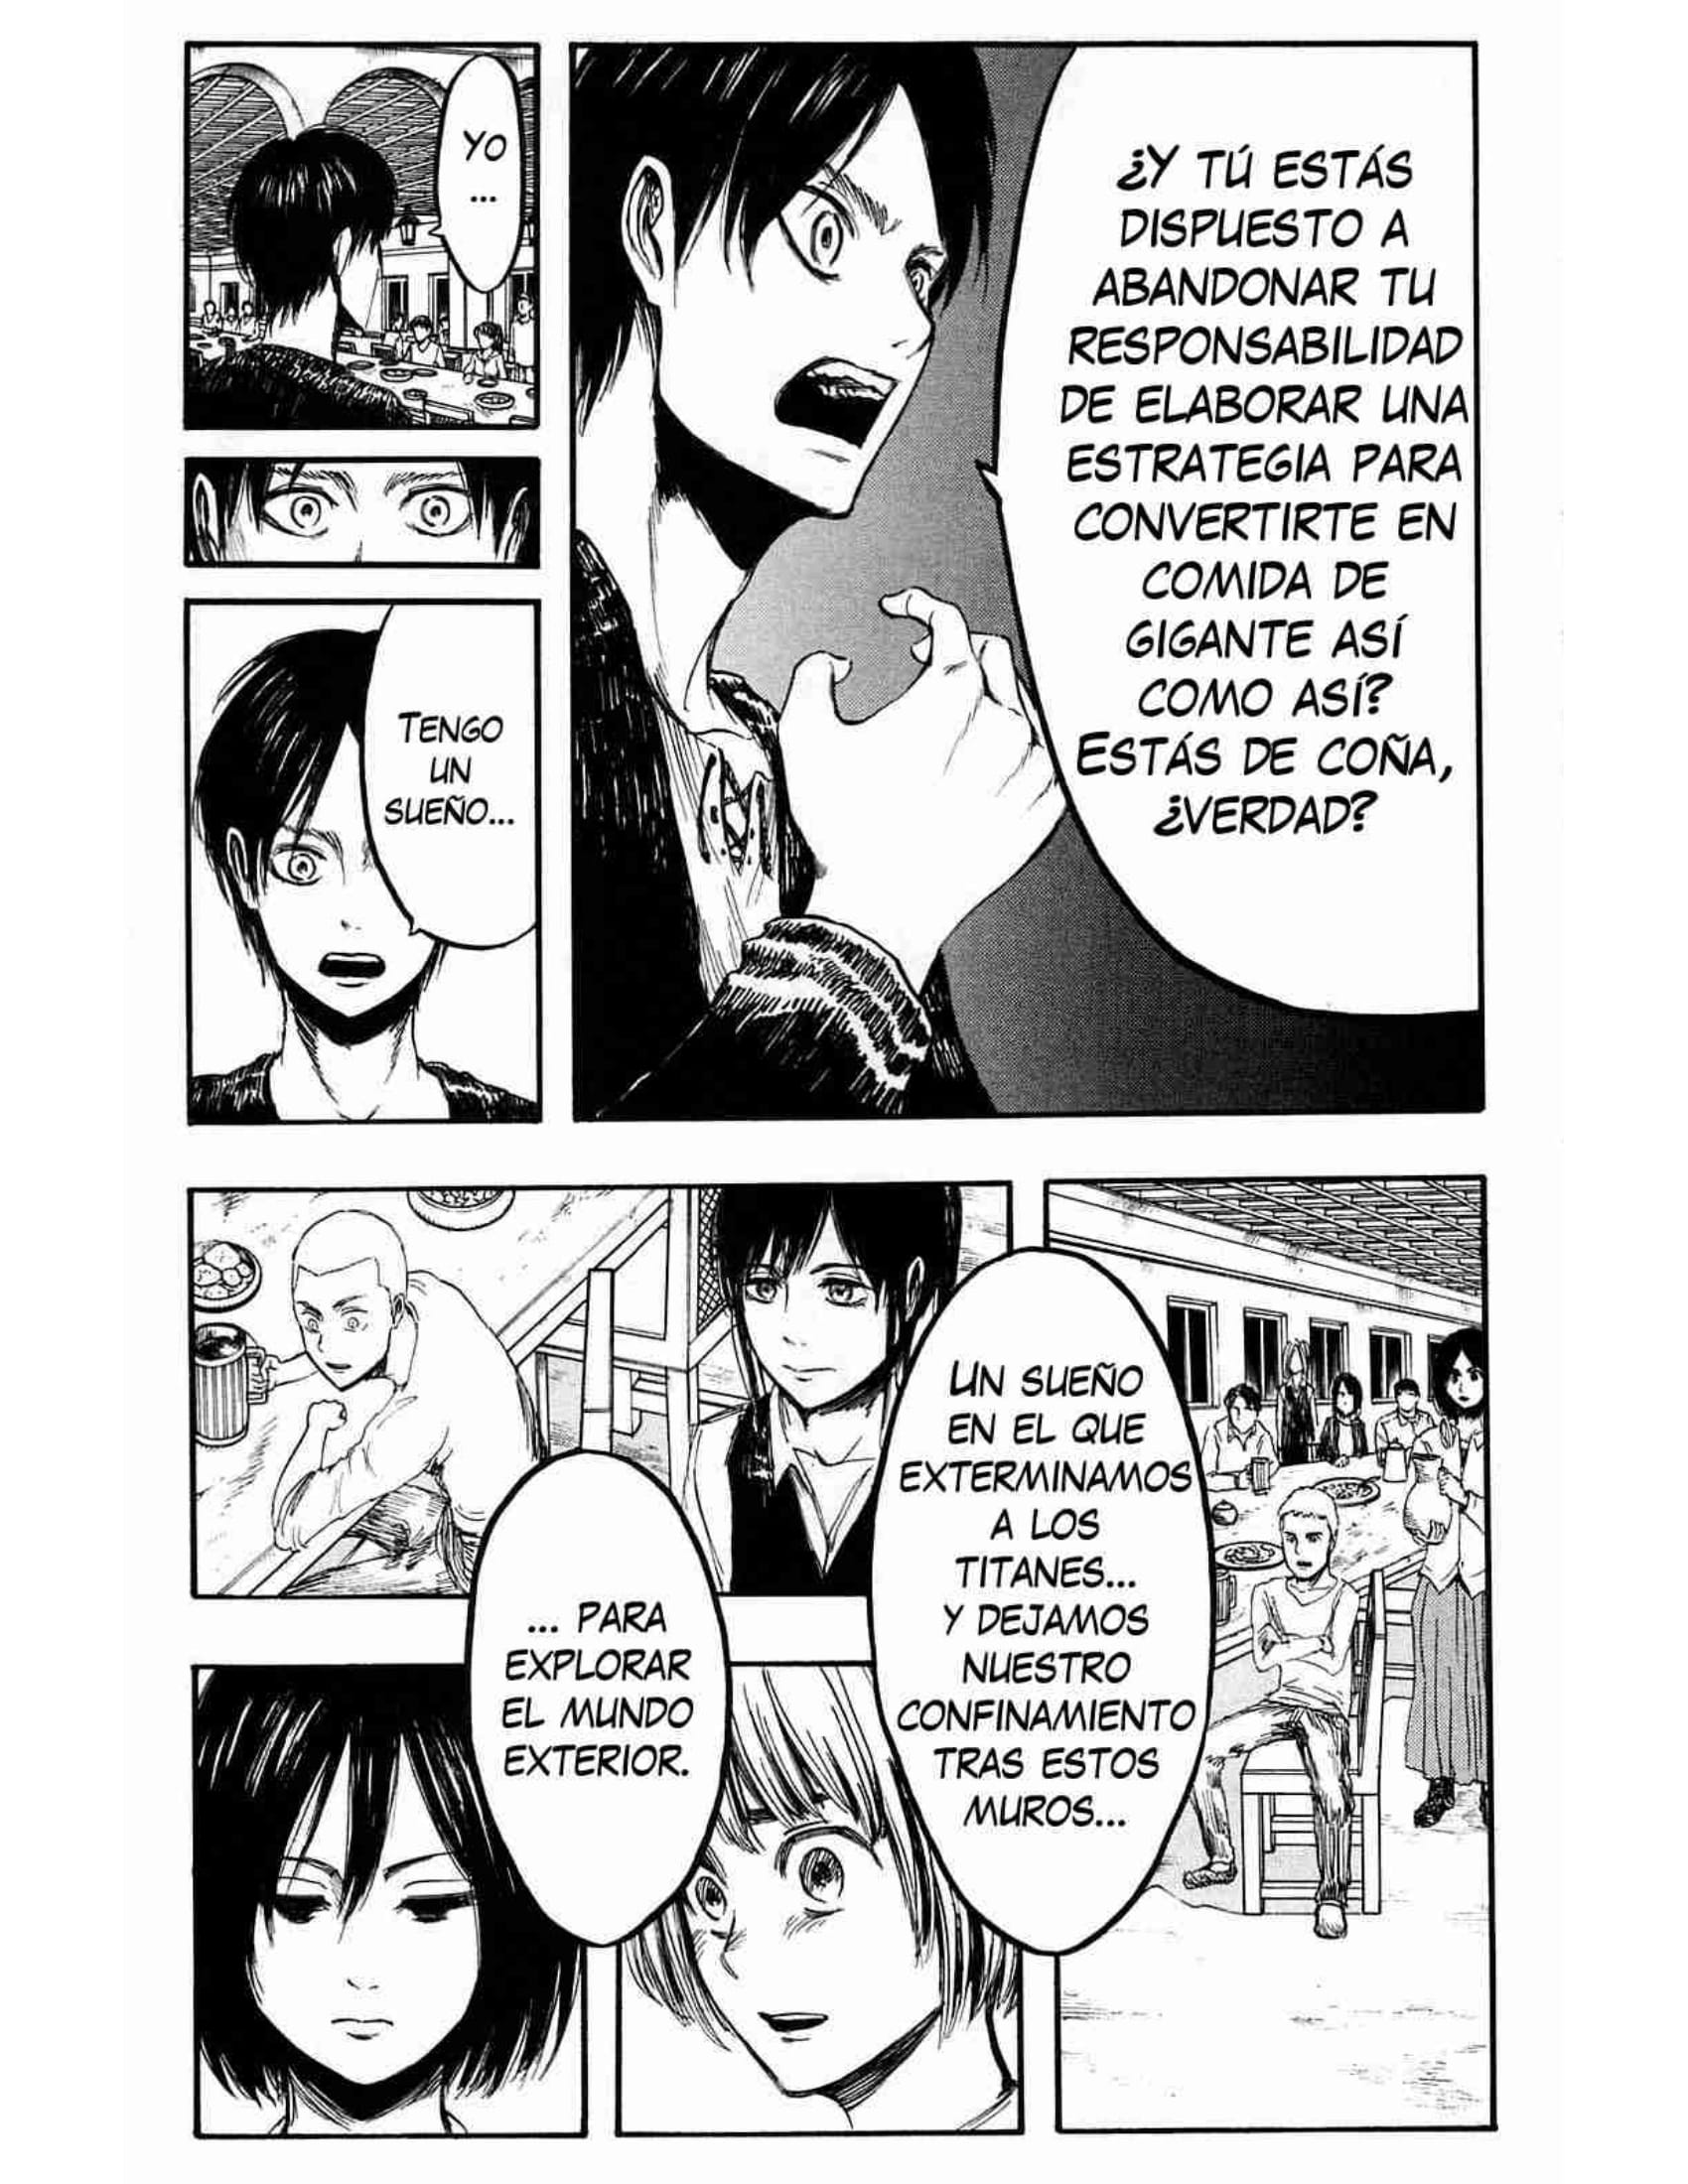 ¿Y TÚ ESTÁS
DISPUESTO A
ABANDONAR TU
RESPONSABILIDAD
DE ELABORAR UNA
ESTRATEGIA PARA
CONVERTIRTE EN
COMIDA DE
GIGANTE ASÍ
COMO ASÍ?
ESTÁS DE COÑA,
¿VERDAD?
YO
...
TENGO
UN
SUEÑO...
UN SUEÑO
EN EL QUE
EXTERMINAMOS
A LOS
TITANES...
Y DEJAMOS
NUESTRO
CONFINAMIENTO
TRAS ESTOS
MUROS...
... PARA
EXPLORAR
EL MUNDO
EXTERIOR.